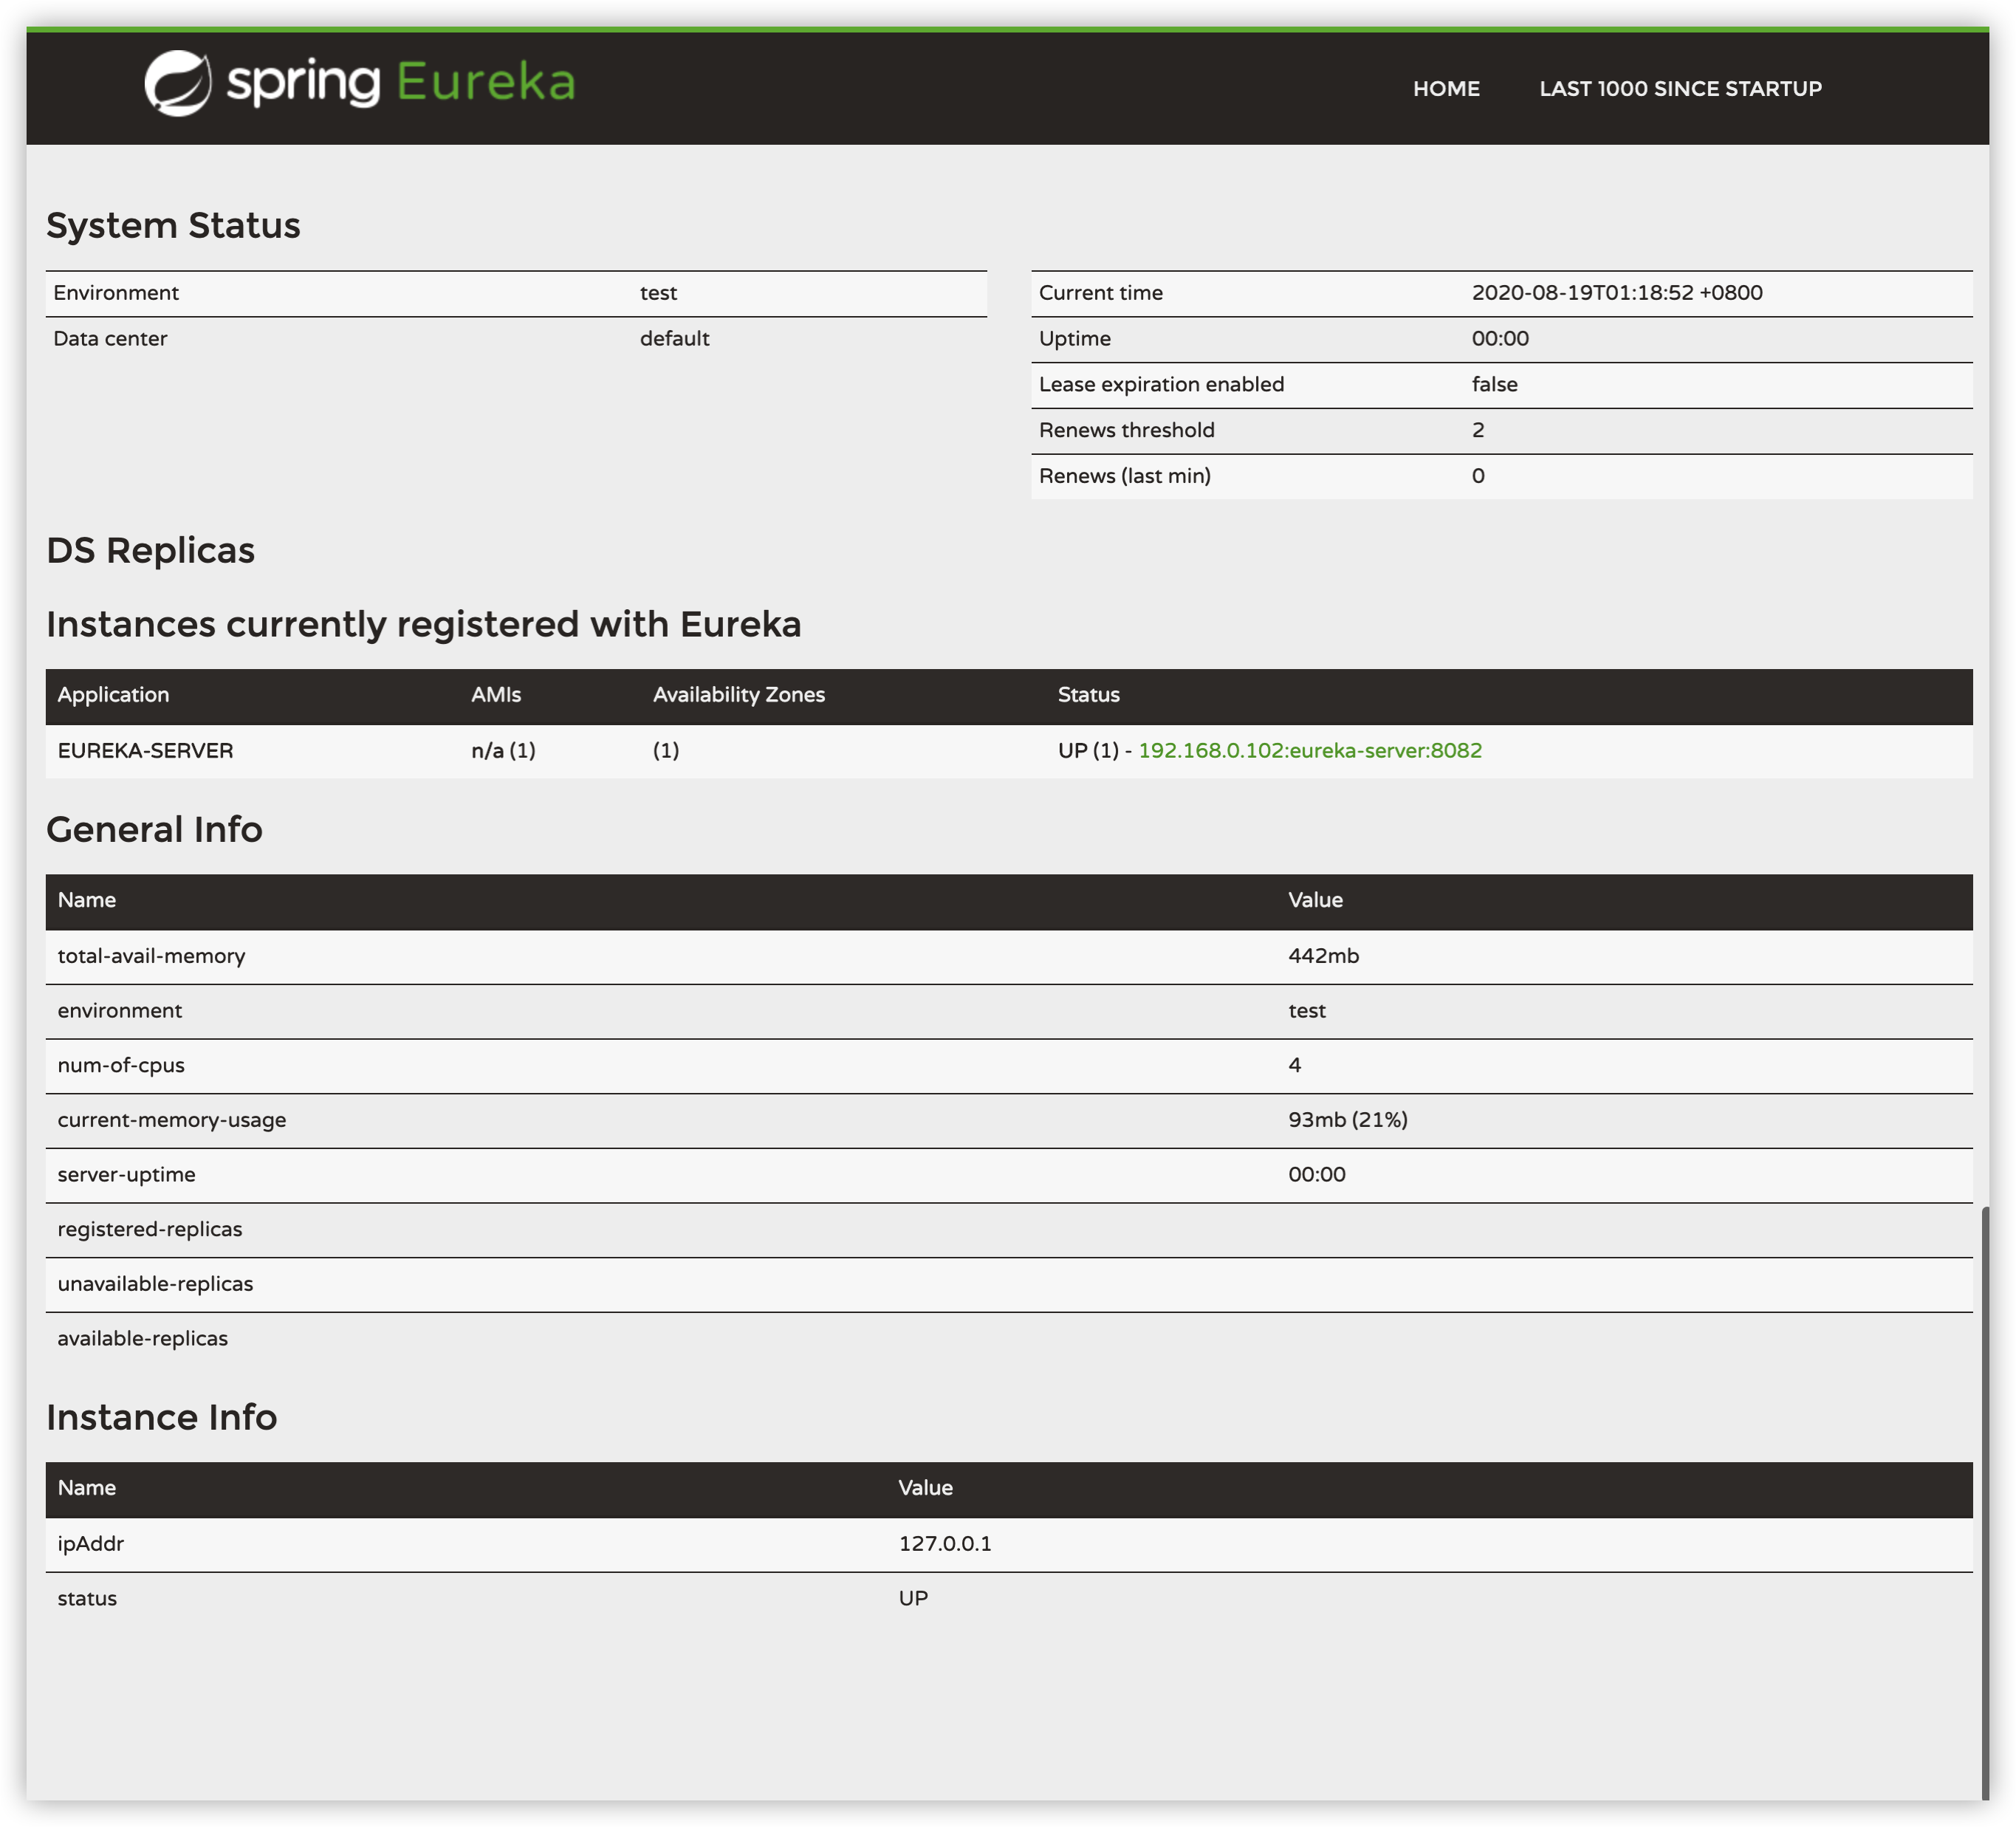 spring Eureka
HOME LAST 1000 SINCE STARTUP
System Status
Environment test
Data center default
Current time 2020-08-19T01:18:52 +0800
Uptime 00:00
Lease expiration enabled false
Renews threshold 2
Renews (last min) 0
DS Replicas
Instances currently registered with Eureka
Application AMIs Availability Zones Status
EUREKA-SERVER n/a (1) (1) UP (1) - 192.168.0.102:eureka-server:8082
General Info
Name Value
total-avail-memory 442mb
environment test
num-of-cpus 4
current-memory-usage 93mb (21%)
server-uptime 00:00
registered-replicas
unavailable-replicas
available-replicas
Instance Info
Name Value
ipAddr 127.0.0.1
status UP